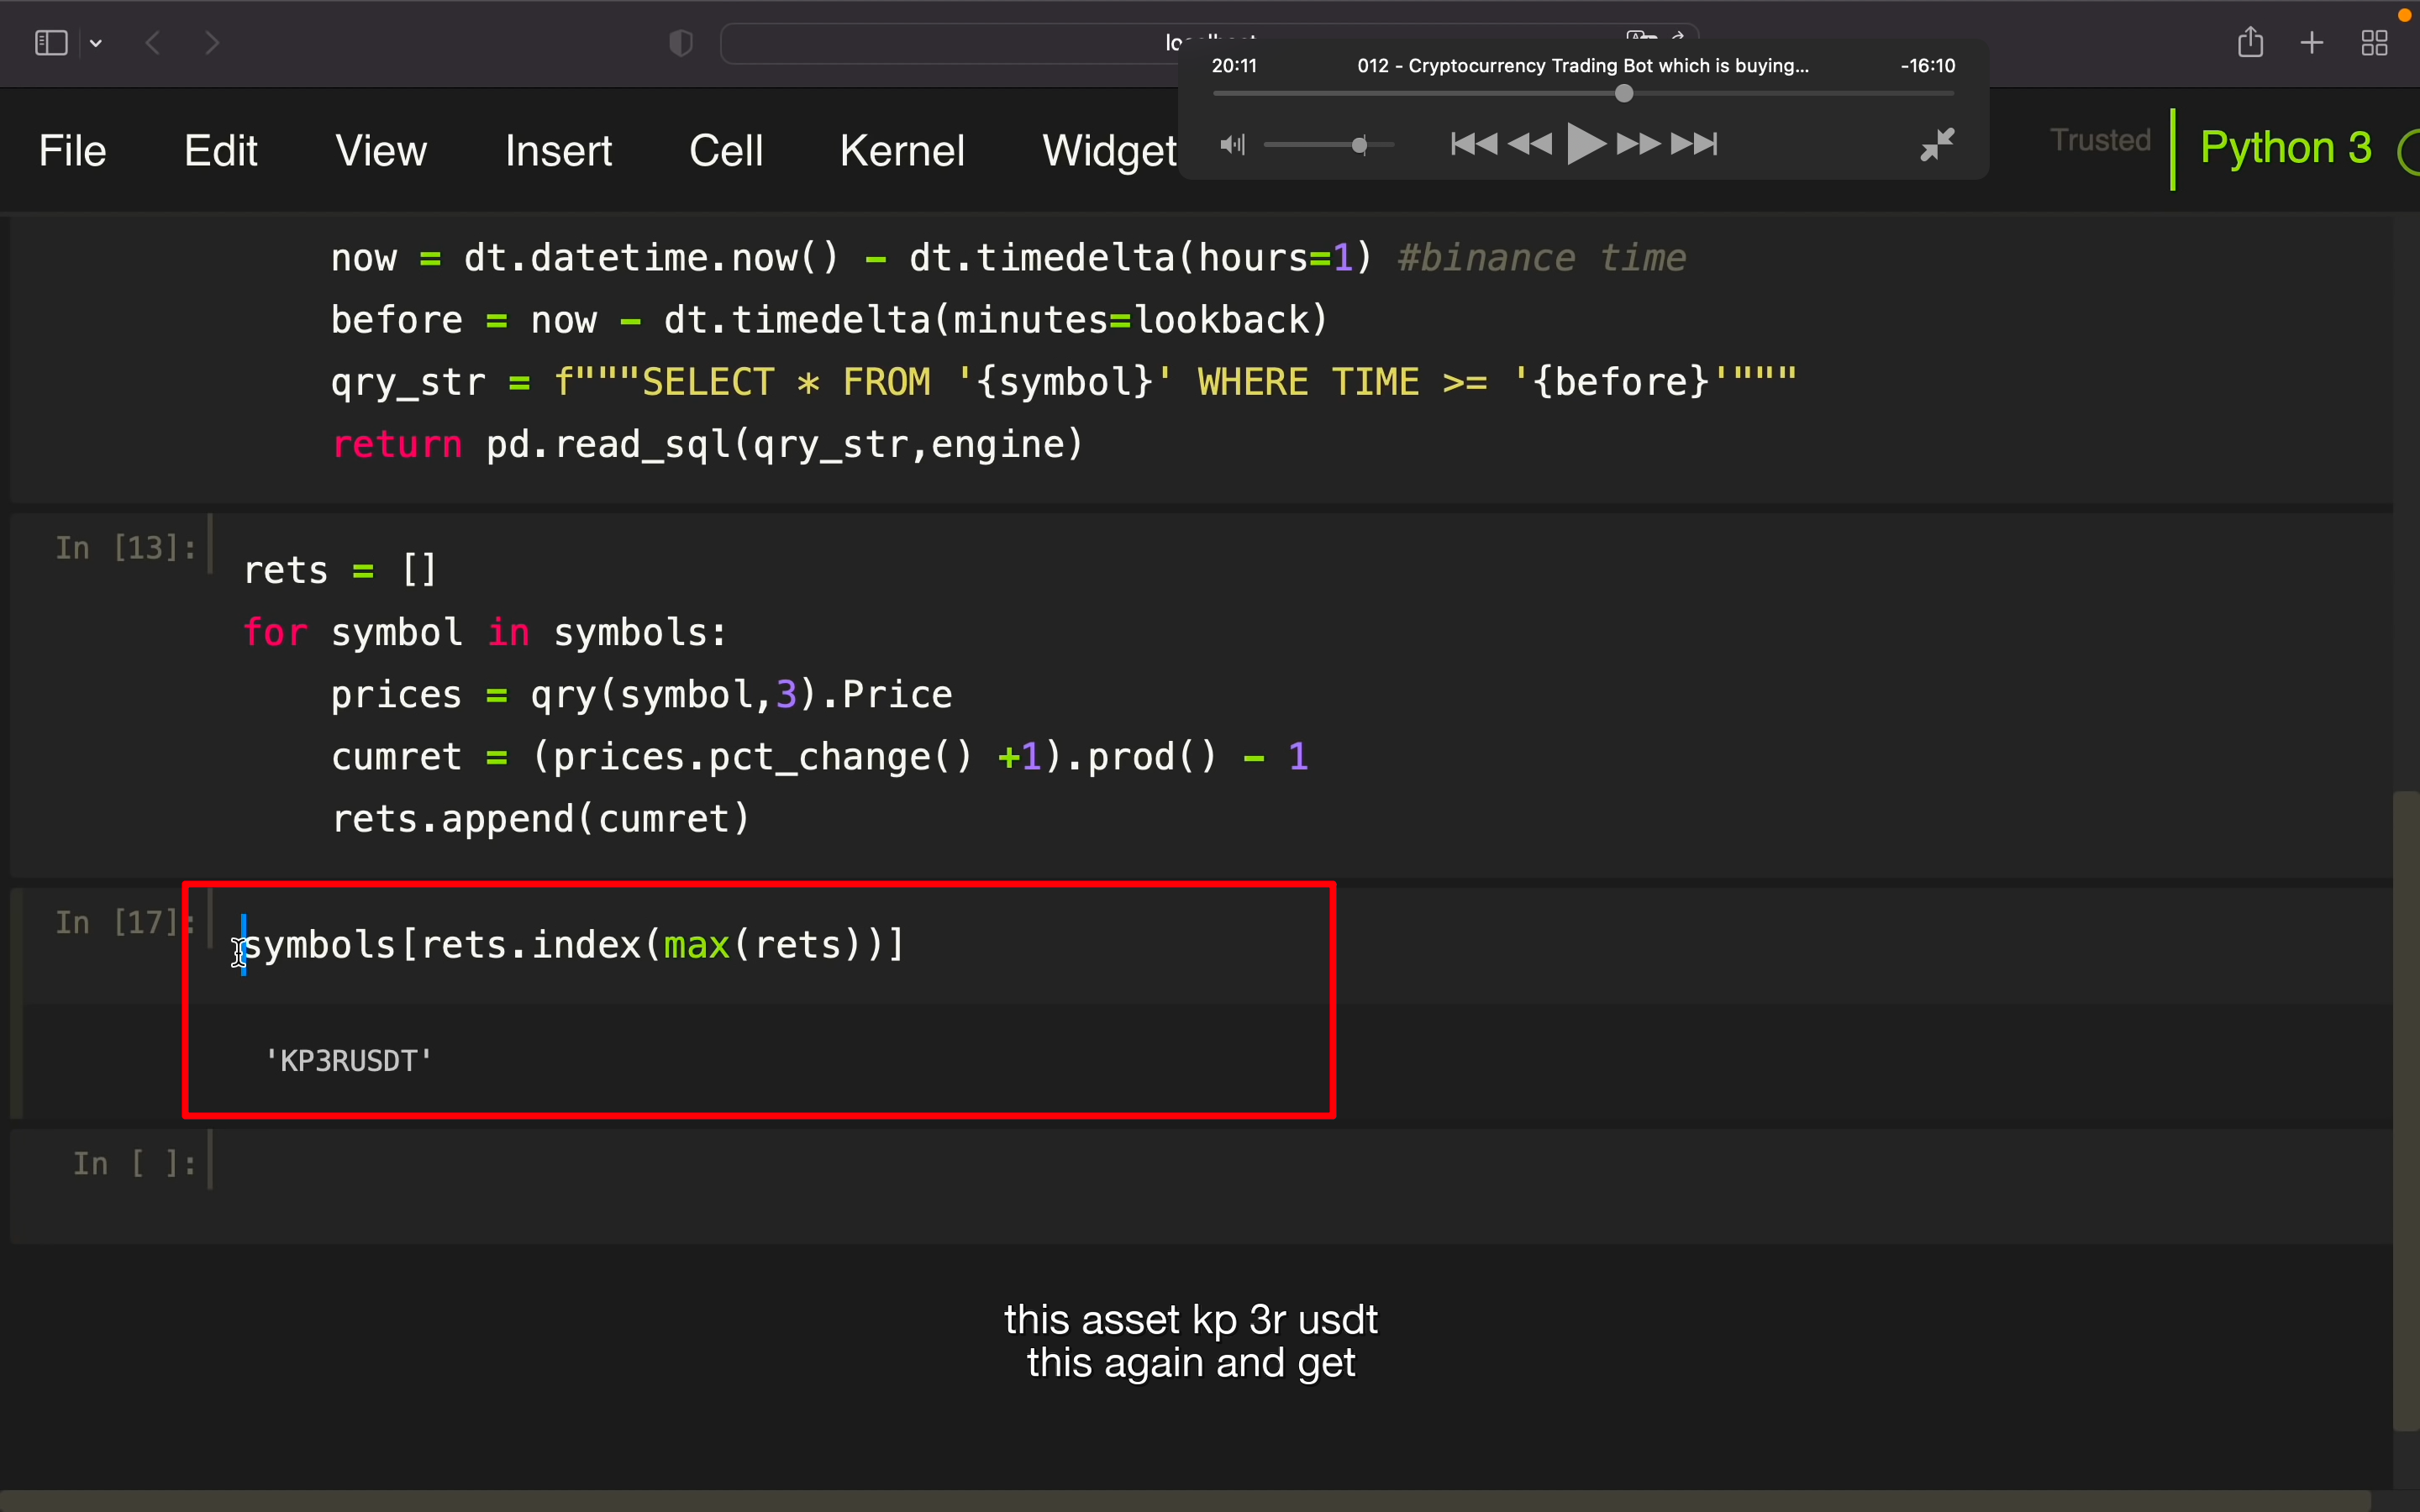 20:11 012 - Cryptocurrency Trading Bot which is buying... -16:10
File Edit View Insert Cell Kernel Widget Trusted Python 3
now = dt.datetime.now() - dt.timedelta(hours=1) #binance time
before = now - dt.timedelta(minutes=lookback)
qry_str = f"""SELECT * FROM '{symbol}' WHERE TIME >= '{before}'"""
return pd.read_sql(qry_str,engine)
In [13]:
rets = []
for symbol in symbols:
prices = qry(symbol,3).Price
cumret = (prices.pct_change() +1).prod() - 1
rets.append(cumret)
In [17]:
symbols[rets.index(max(rets))]
'KP3RUSDT'
In [ ]:
this asset kp 3r usdt
this again and get